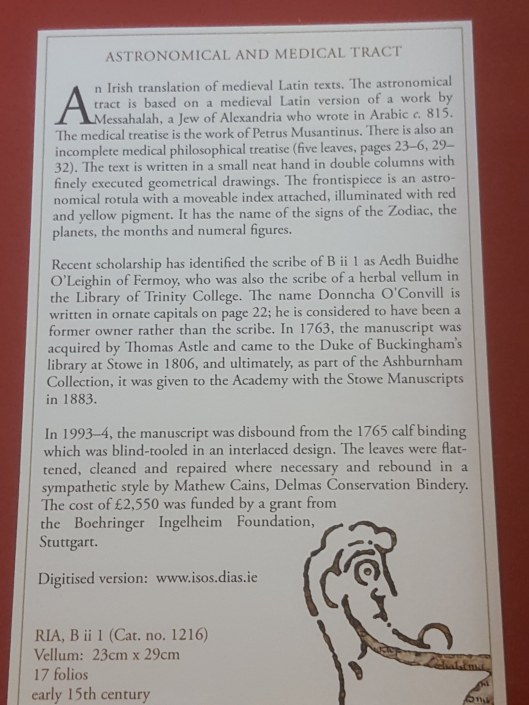 ASTRONOMICAL AND MEDICAL TRACT
An Irish translation of medieval Latin texts. The astronomical
tract is based on a medieval Latin version of a work by
Messahalah, a Jew of Alexandria who wrote in Arabic c. 815.
The medical treatise is the work of Petrus Musantinus. There is also an
incomplete medical philosophical treatise (five leaves, pages 23–6, 29–
32). The text is written in a small neat hand in double columns with
finely executed geometrical drawings. The frontispiece is an astro-
nomical rotula with a moveable index attached, illuminated with red
and yellow pigment. It has the name of the signs of the Zodiac, the
planets, the months and numeral figures.
Recent scholarship has identified the scribe of B ii 1 as Aedh Buidhe
O'Leighin of Fermoy, who was also the scribe of a herbal vellum in
the Library of Trinity College. The name Donncha O'Convill is
written in ornate capitals on page 22; he is considered to have been a
former owner rather than the scribe. In 1763, the manuscript was
acquired by Thomas Astle and came to the Duke of Buckingham's
library at Stowe in 1806, and ultimately, as part of the Ashburnham
Collection, it was given to the Academy with the Stowe Manuscripts
in 1883.
In 1993–4, the manuscript was disbound from the 1765 calf binding
which was blind-tooled in an interlaced design. The leaves were flat-
tened, cleaned and repaired where necessary and rebound in a
sympathetic style by Mathew Cains, Delmas Conservation Bindery.
The cost of £2,550 was funded by a grant from
the Boehringer Ingelheim Foundation,
Stuttgart.
Digitised version: www.isos.dias.ie
RIA, B ii 1 (Cat. no. 1216)
Vellum: 23cm x 29cm
17 folios
early 15th century